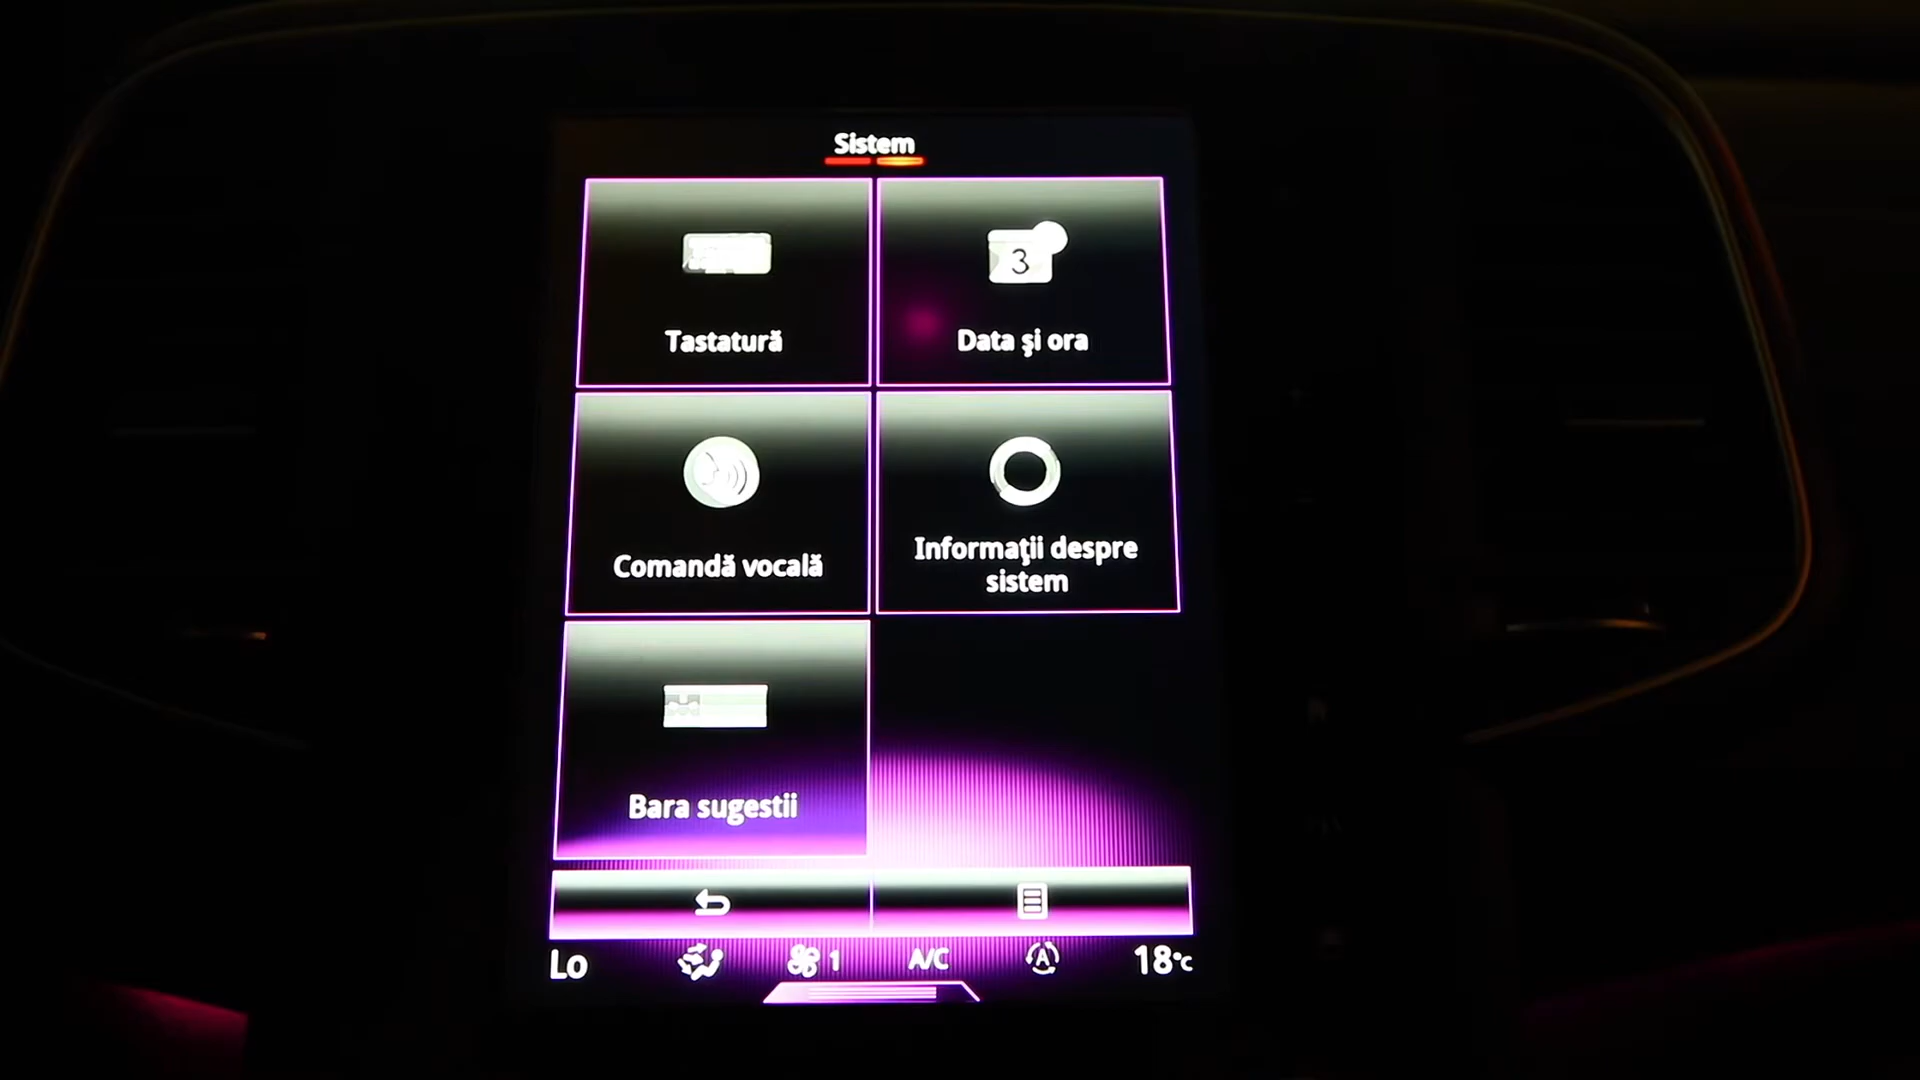 Sistem
3
Tastatură
Data şi ora
Comandă vocală
Informaţii despre
sistem
Bara sugestii
Lo
1
A/C
A
18°C